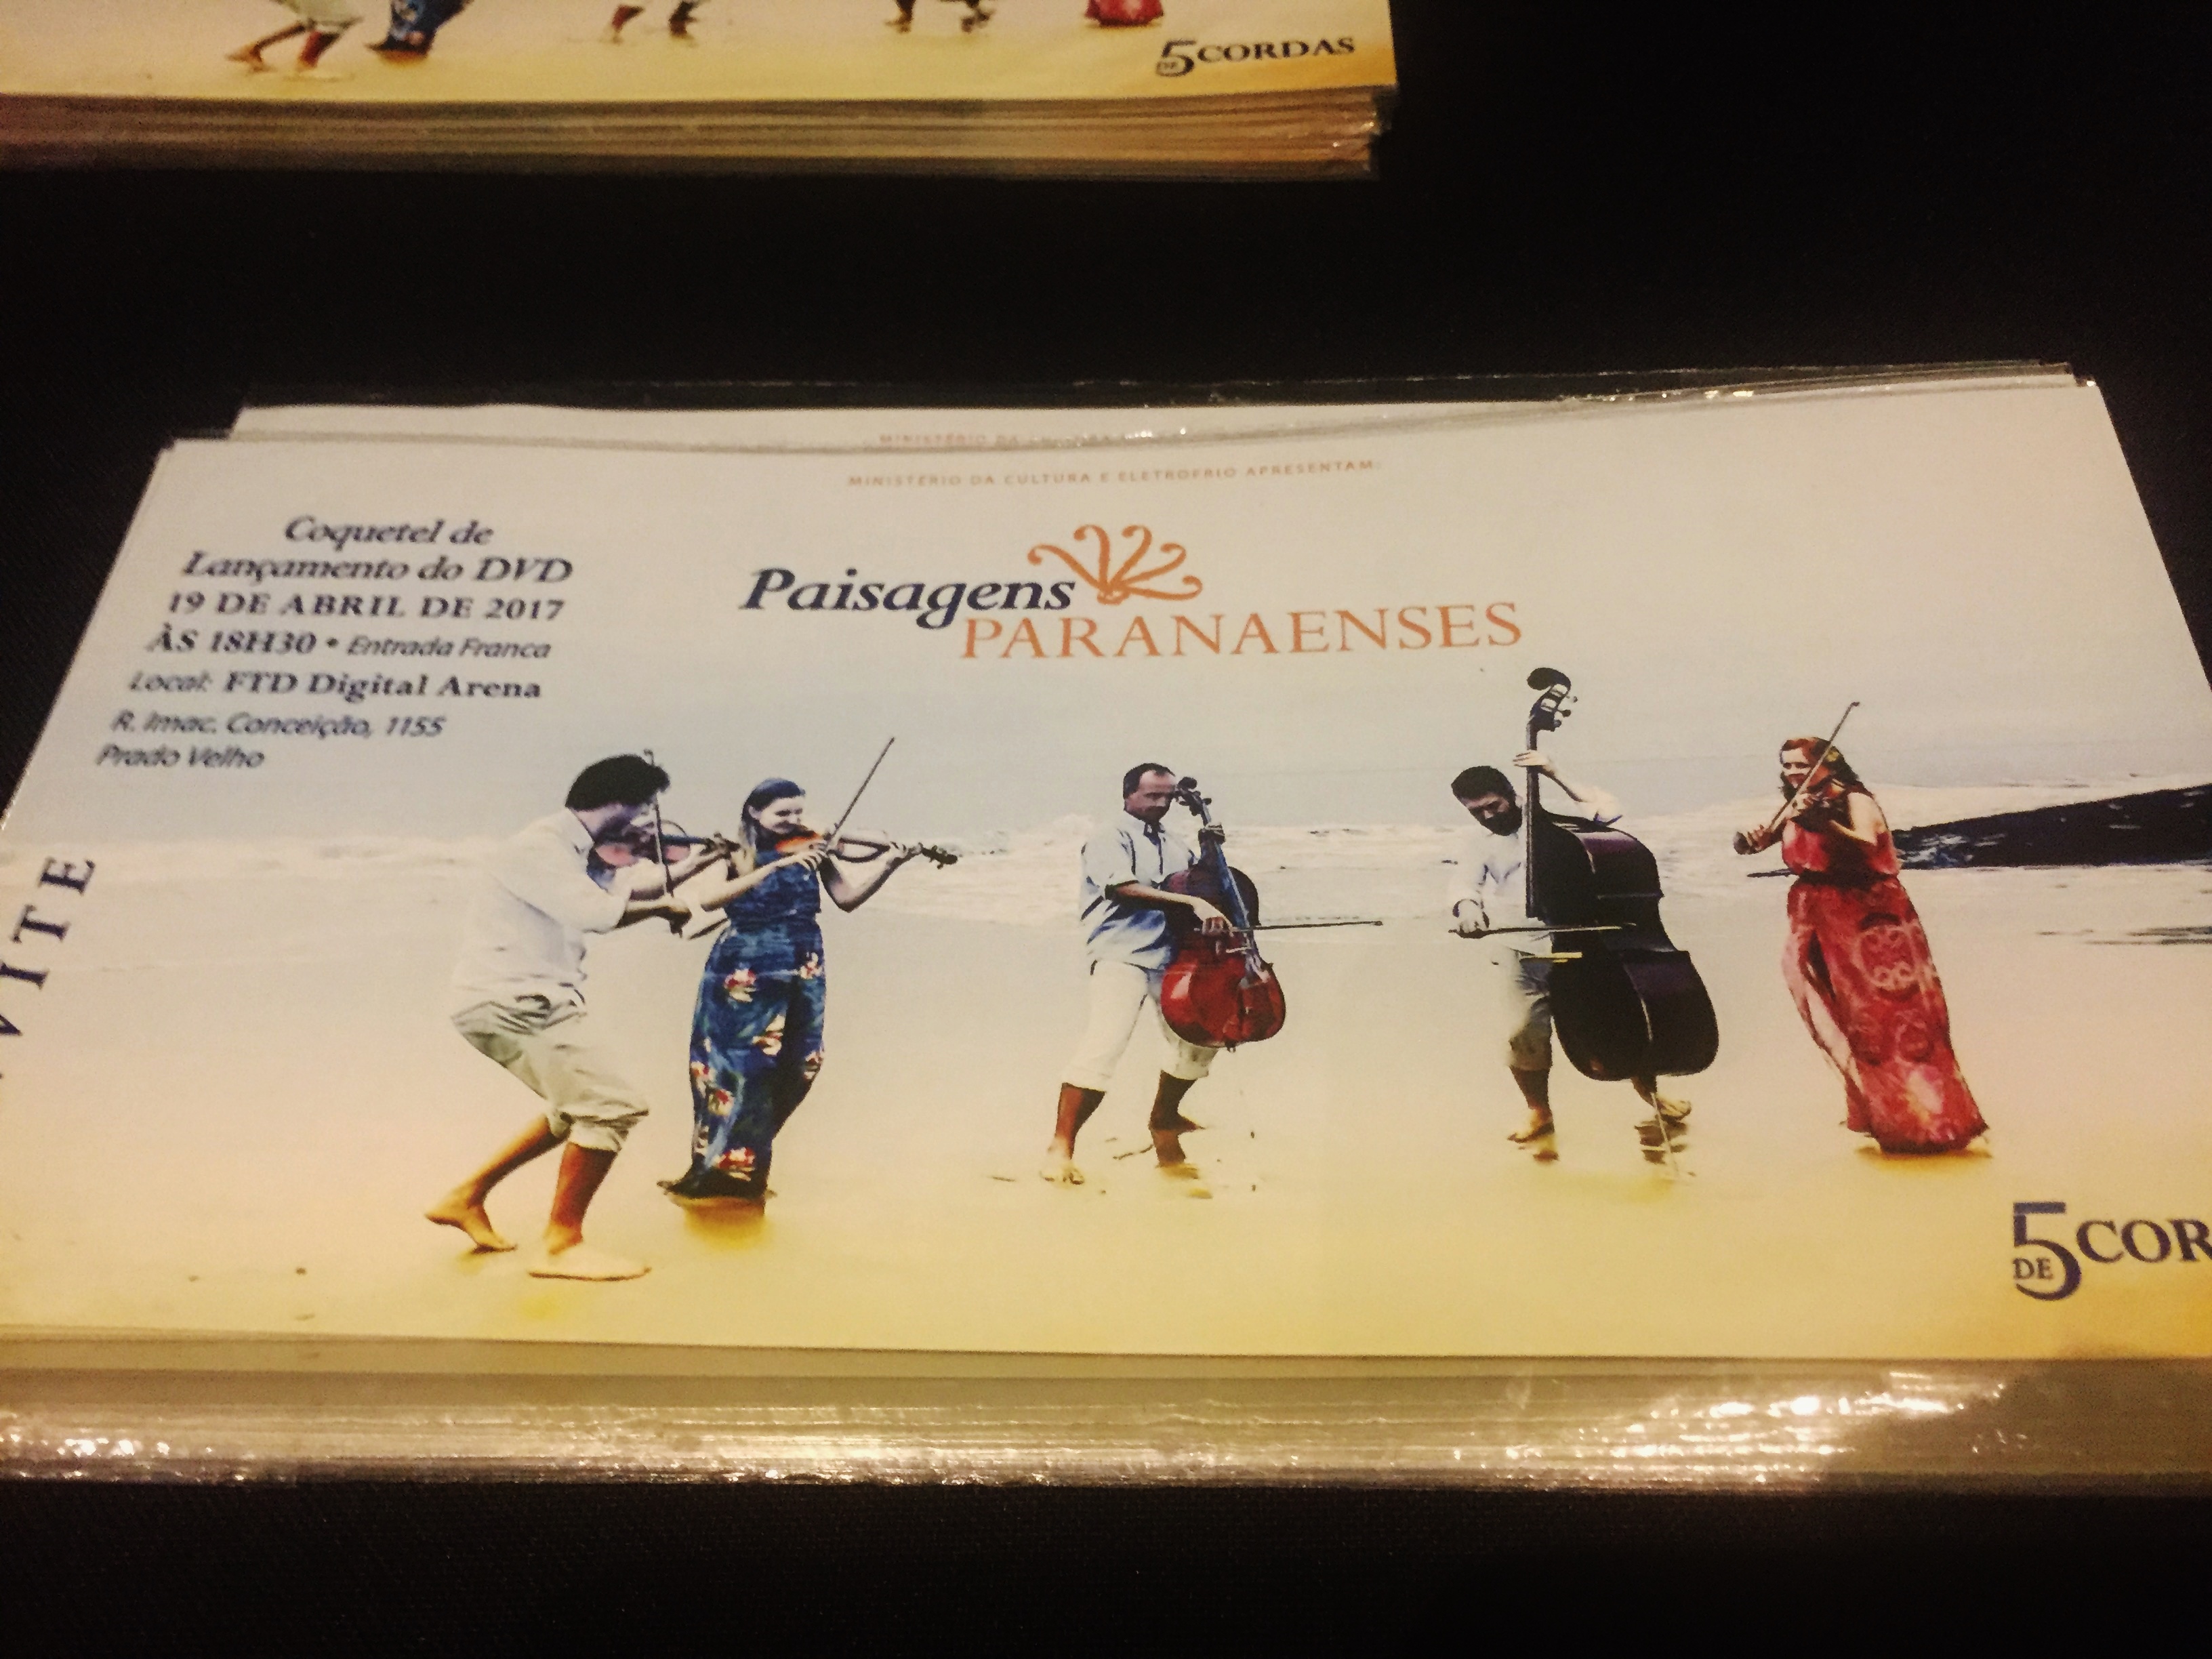 DE 5 CORDAS
MINISTÉRIO DA CULTURA E ELETROFRIO APRESENTAM:
Coquetel de
Lançamento do DVD
19 DE ABRIL DE 2017
ÀS 18H30 • Entrada Franca
Local: FTD Digital Arena
R. Imac. Conceição, 1155
Prado Velho
Paisagens
PARANAENSES
VITE
DE 5 COR